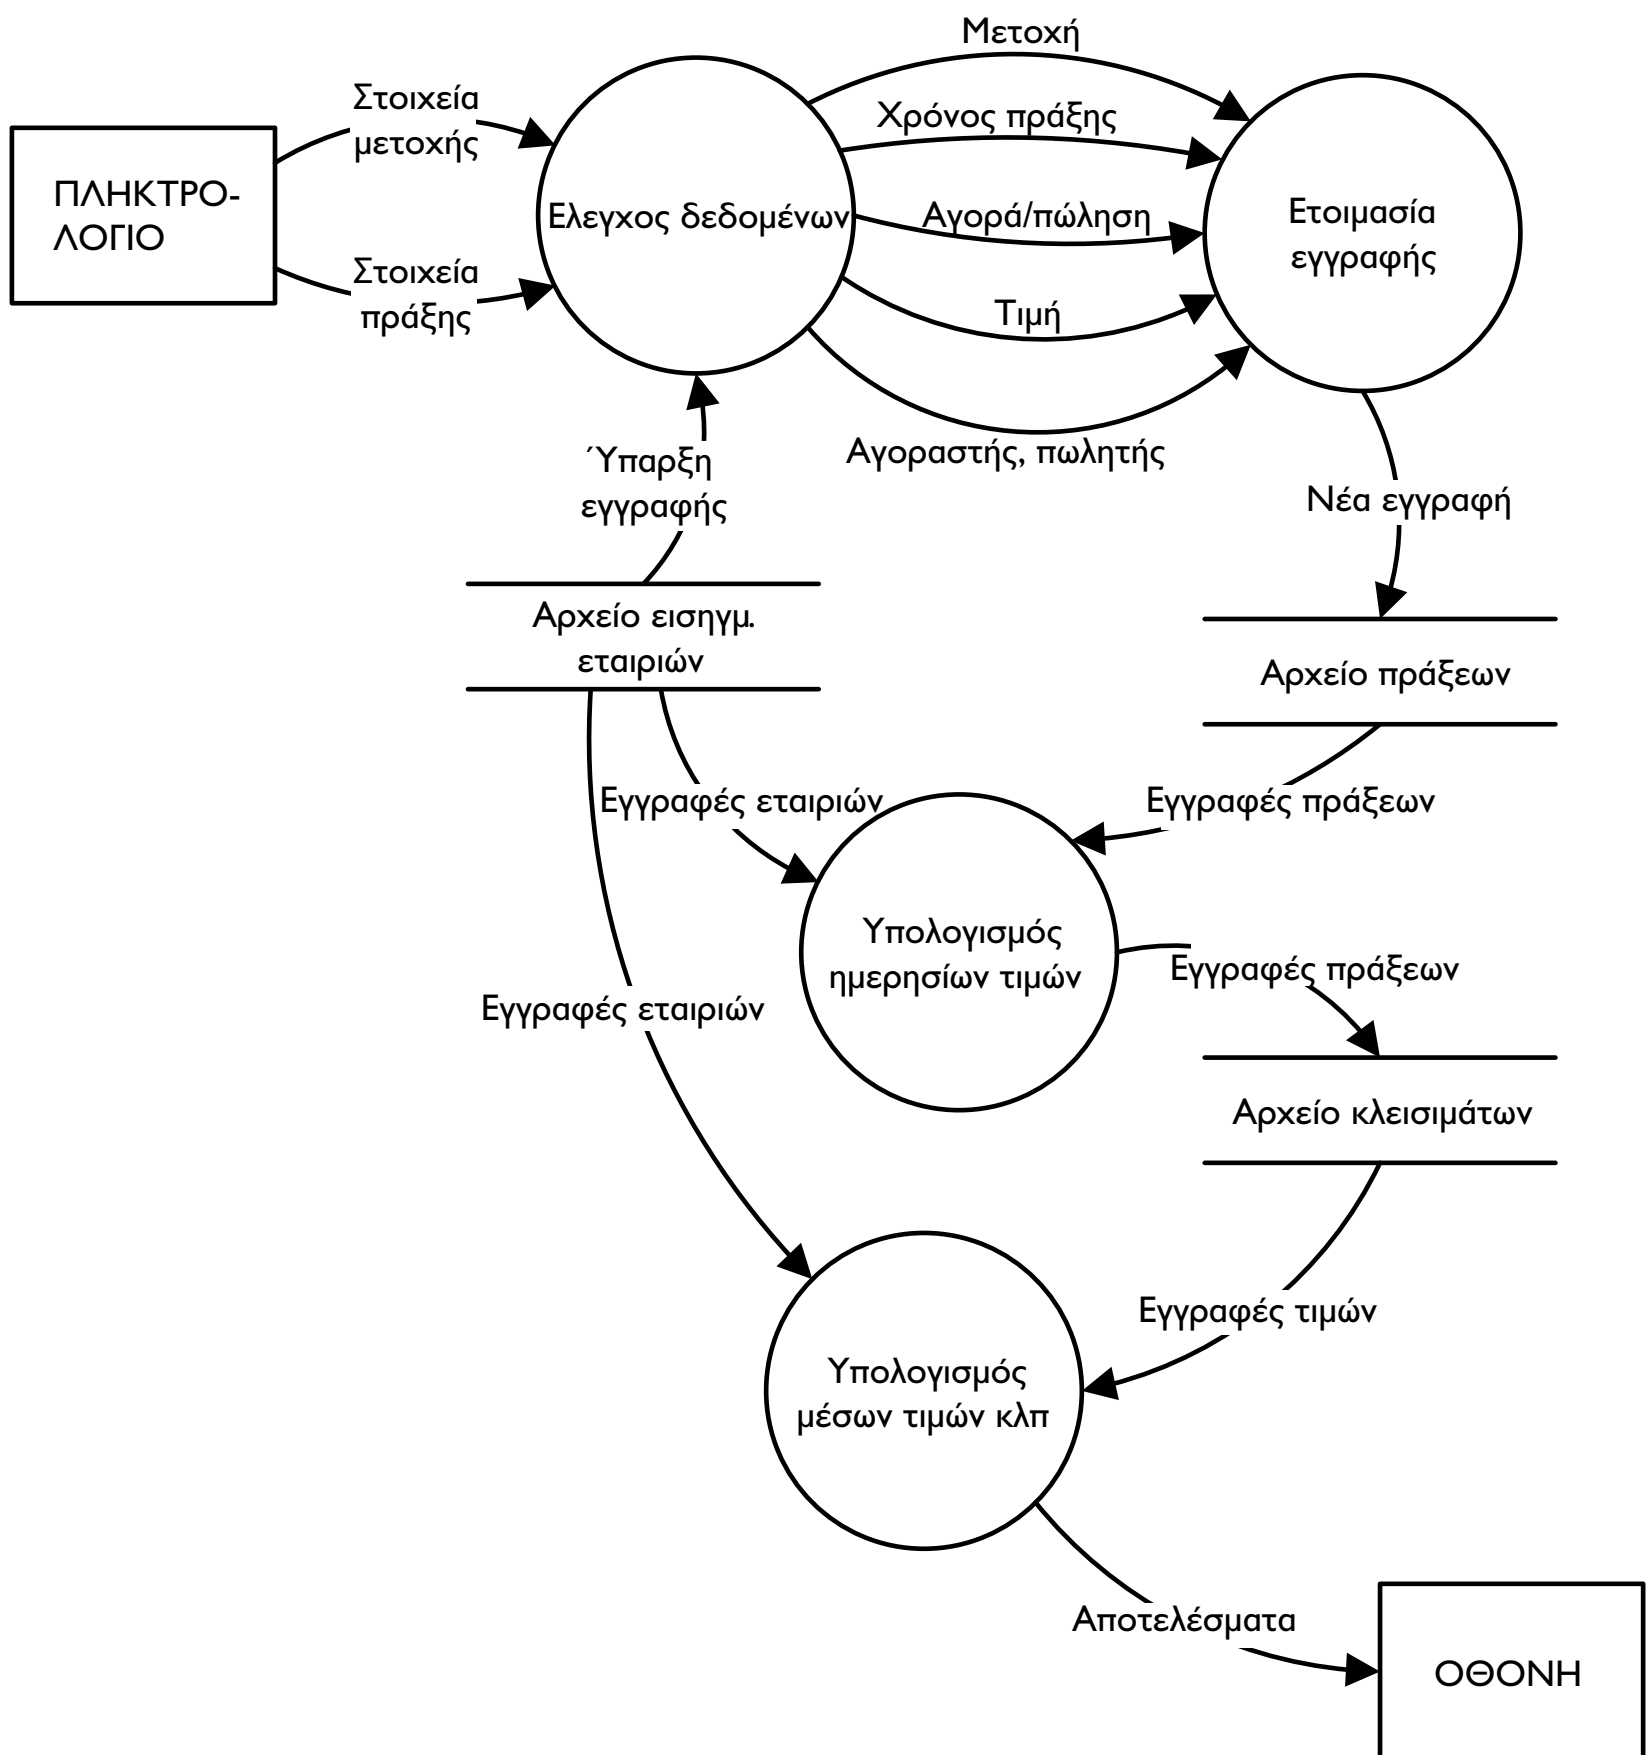 Μετοχή
Στοιχεία
μετοχής
Χρόνος πράξης
ΠΛΗΚΤΡΟ-
ΛΟΓΙΟ
Ελεγχος δεδομένων
Αγορά/πώληση
Ετοιμασία
εγγραφής
Στοιχεία
πράξης
Τιμή
Αγοραστής, πωλητής
Ύπαρξη
εγγραφής
Νέα εγγραφή
Αρχείο εισηγμ.
εταιριών
Αρχείο πράξεων
Εγγραφές εταιριών
Εγγραφές πράξεων
Υπολογισμός
ημερησίων τιμών
Εγγραφές πράξεων
Εγγραφές εταιριών
Αρχείο κλεισιμάτων
Εγγραφές τιμών
Υπολογισμός
μέσων τιμών κλπ
Αποτελέσματα
ΟΘΟΝΗ